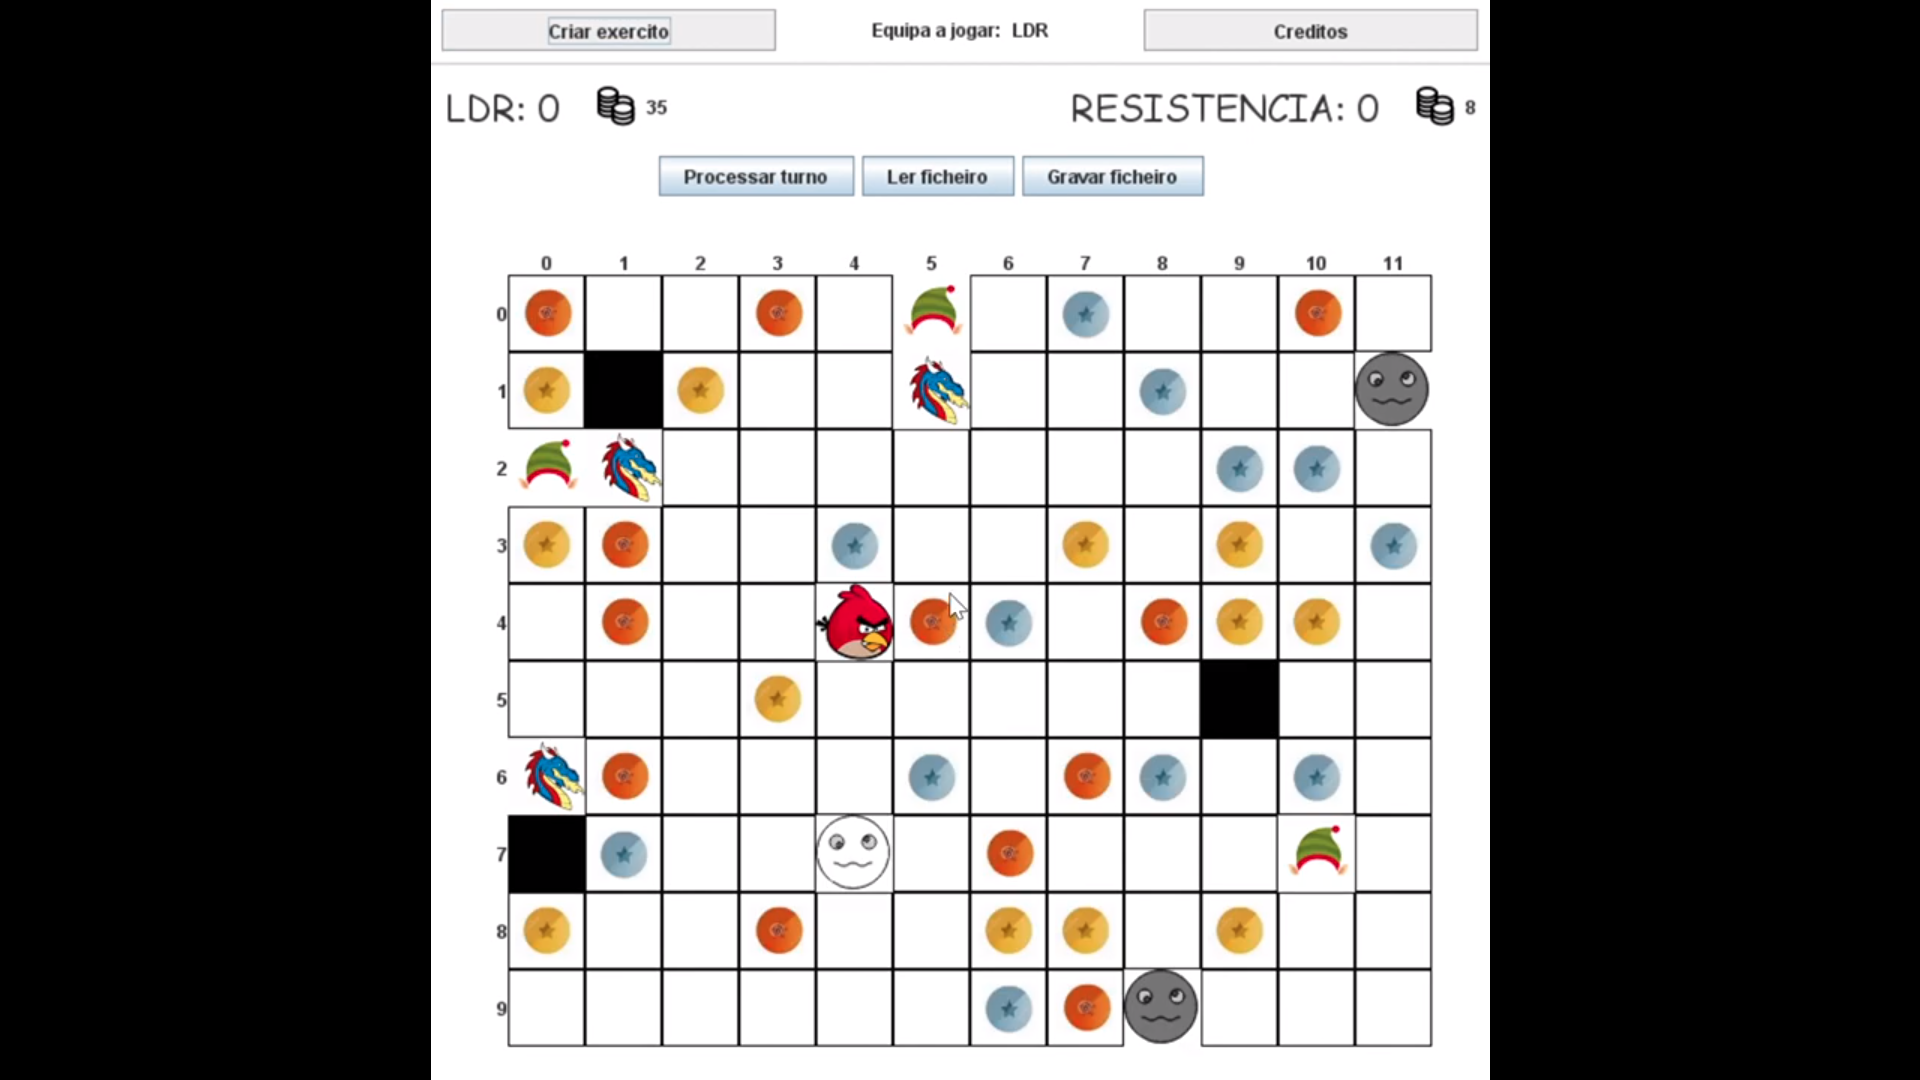 Criar exercito Equipa a jogar: LDR Creditos
LDR: 0 35 RESISTENCIA: 0 8
Processar turno Ler ficheiro Gravar ficheiro
0 1 2 3 4 5 6 7 8 9 10 11
0
1
2
3
4
5
6
7
8
9